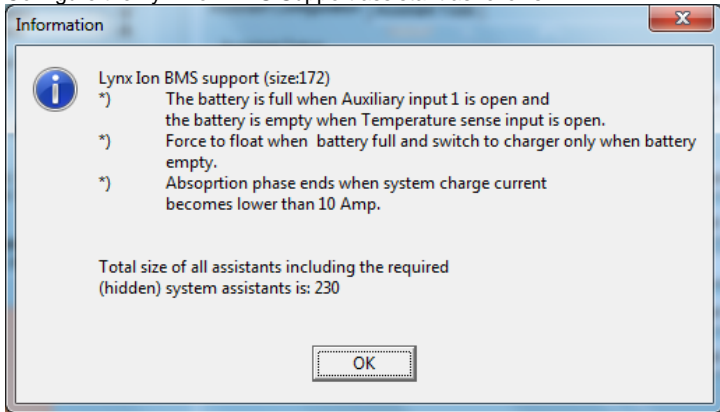 Information
Lynx Ion BMS support (size:172)
*) The battery is full when Auxiliary input 1 is open and
the battery is empty when Temperature sense input is open.
*) Force to float when battery full and switch to charger only when battery
empty.
*) Absoprtion phase ends when system charge current
becomes lower than 10 Amp.
Total size of all assistants including the required
(hidden) system assistants is: 230
OK